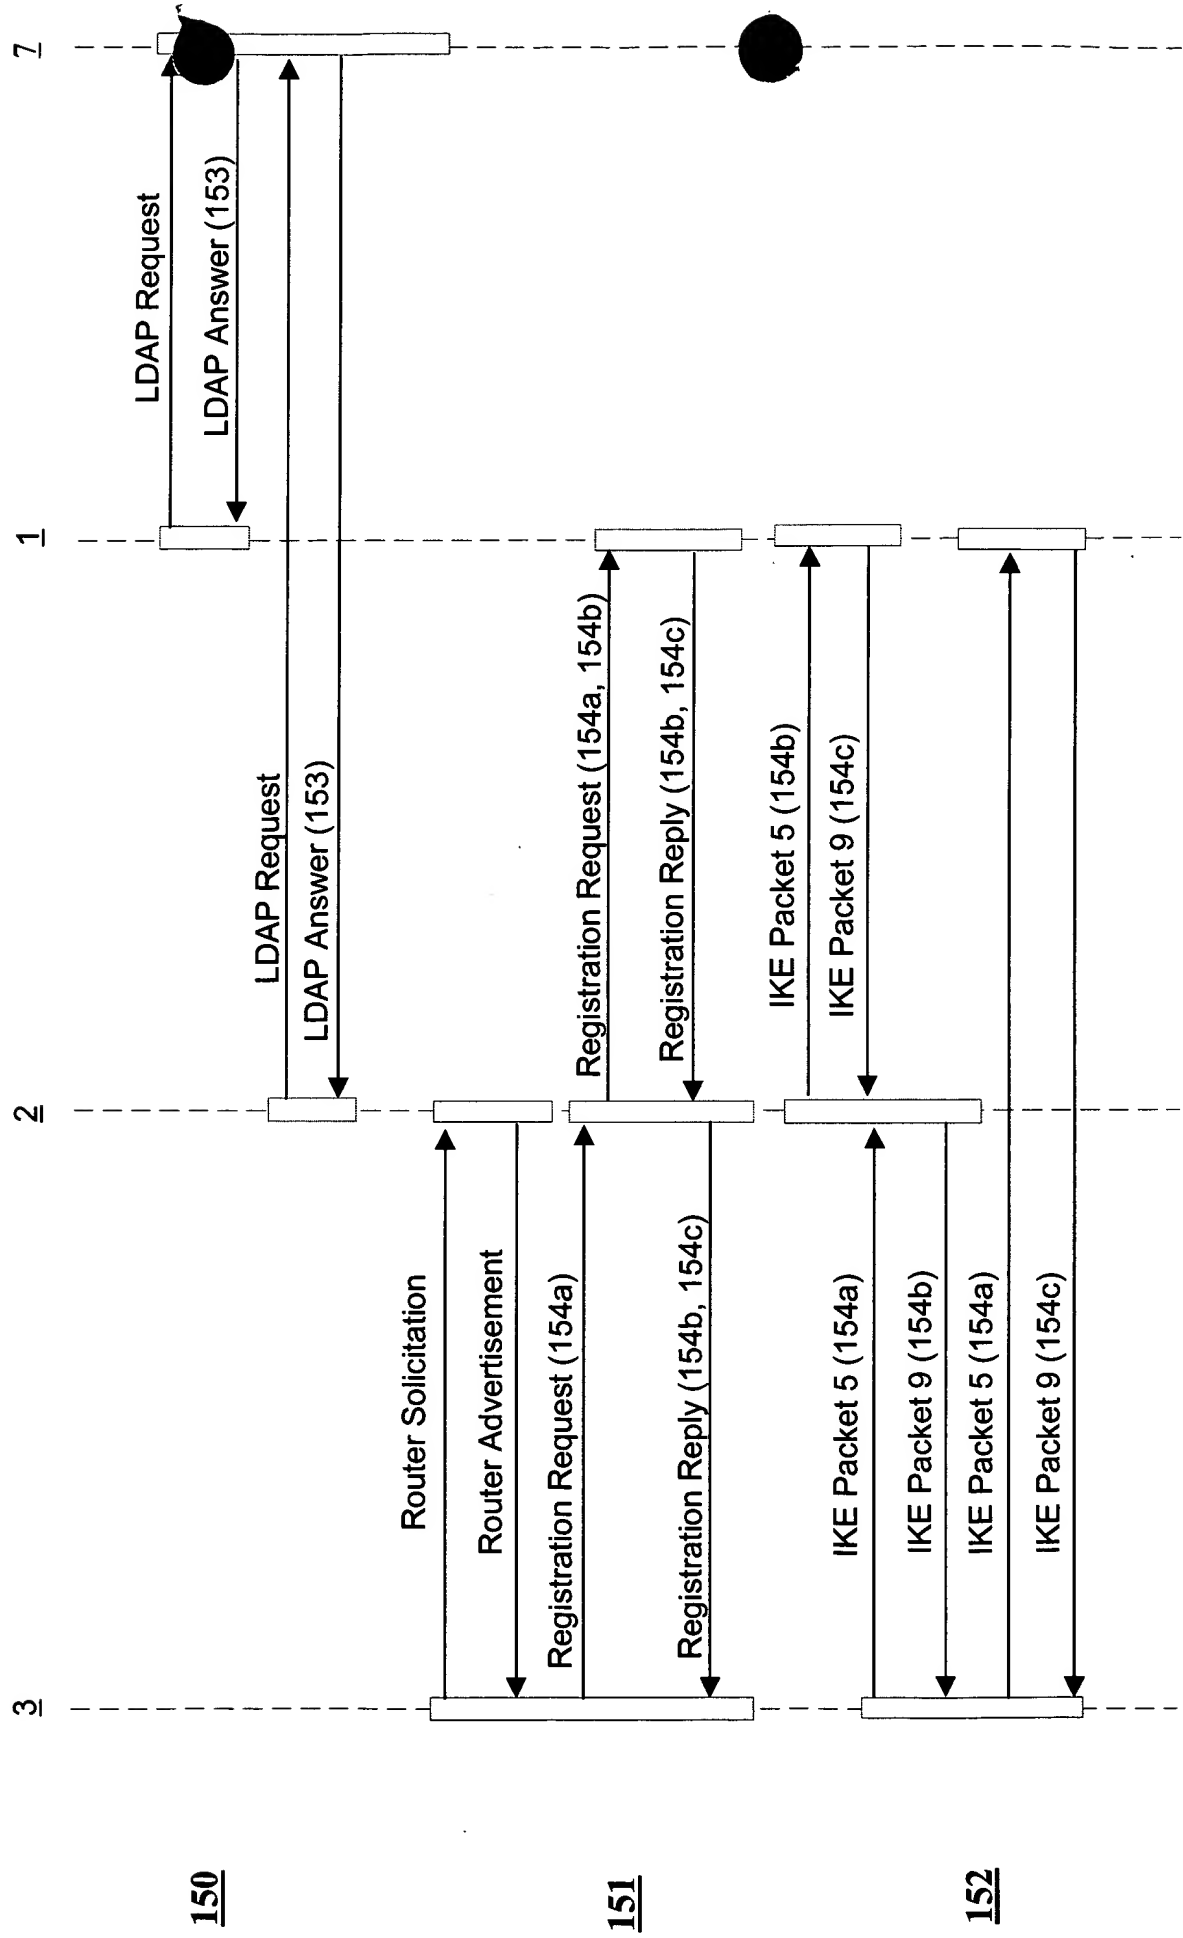 3
2
1
7
150
LDAP Request
LDAP Answer (153)
LDAP Request
LDAP Answer (153)
151
Router Solicitation
Router Advertisement
Registration Request (154a)
Registration Request (154a, 154b)
Registration Reply (154b, 154c)
Registration Reply (154b, 154c)
152
IKE Packet 5 (154b)
IKE Packet 9 (154c)
IKE Packet 5 (154a)
IKE Packet 9 (154b)
IKE Packet 5 (154a)
IKE Packet 9 (154c)